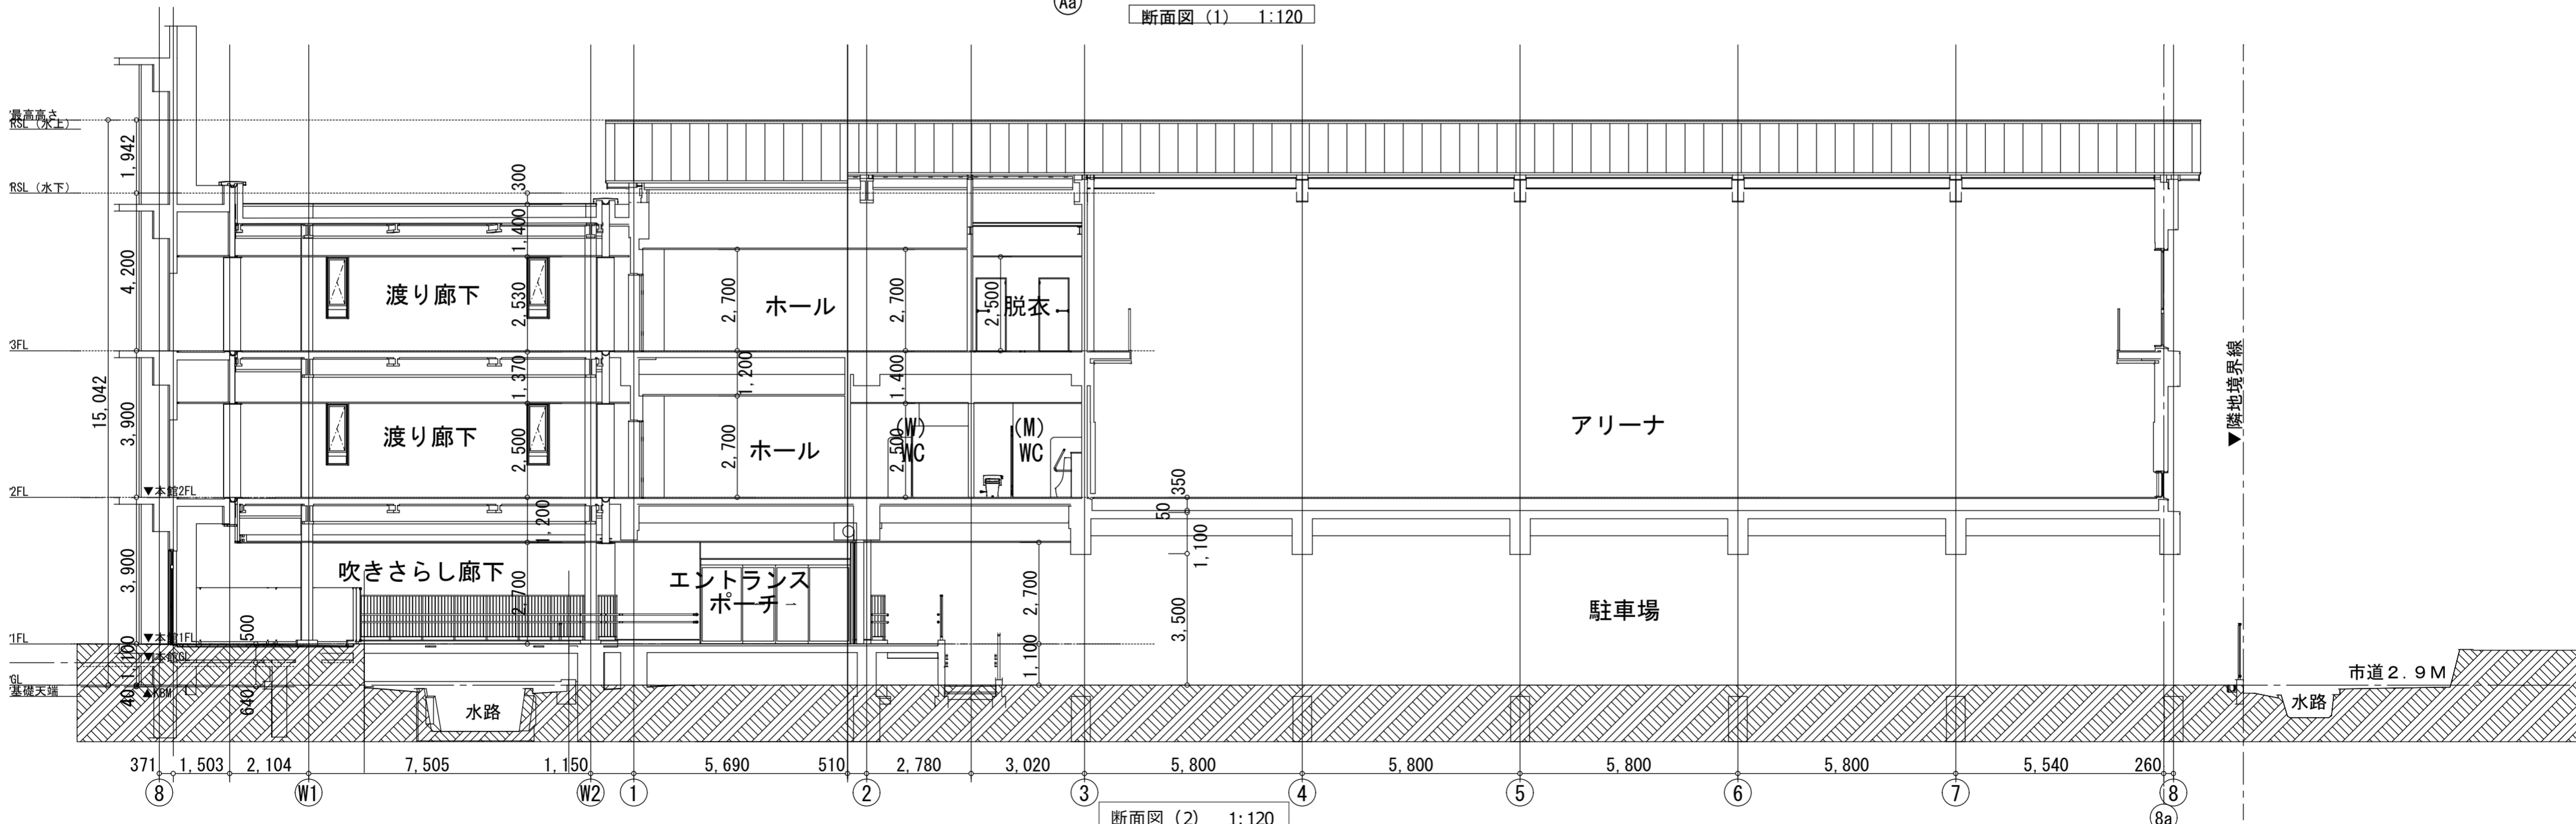 Aa
断面図(1) 1:120
最高高さ
RSL(水上)
1,942
RSL(水下)
300
1,400
4,200
渡り廊下
2,530
2,700
ホール
2,700
2,500
脱衣
3FL
15,042
1,370
1,200
1,400
▼隣地境界線
3,900
渡り廊下
2,500
2,700
ホール
2,500
(W)
WC
(M)
WC
アリーナ
2FL
▼本館2FL
350
50
1,200
1,100
3,900
吹きさらし廊下
2,700
エントランス
ポーチ
2,700
3,500
駐車場
1FL
▼本館1FL
500
1,100
▼本館GL
1,100
GL
基礎天端
40
▲KBM
640
水路
市道2.9M
水路
371 1,503 2,104 7,505 1,150 5,690 510 2,780 3,020 5,800 5,800 5,800 5,800 5,540 260
8 W1 W2 1 2 3 4 5 6 7 8
8a
断面図(2) 1:120